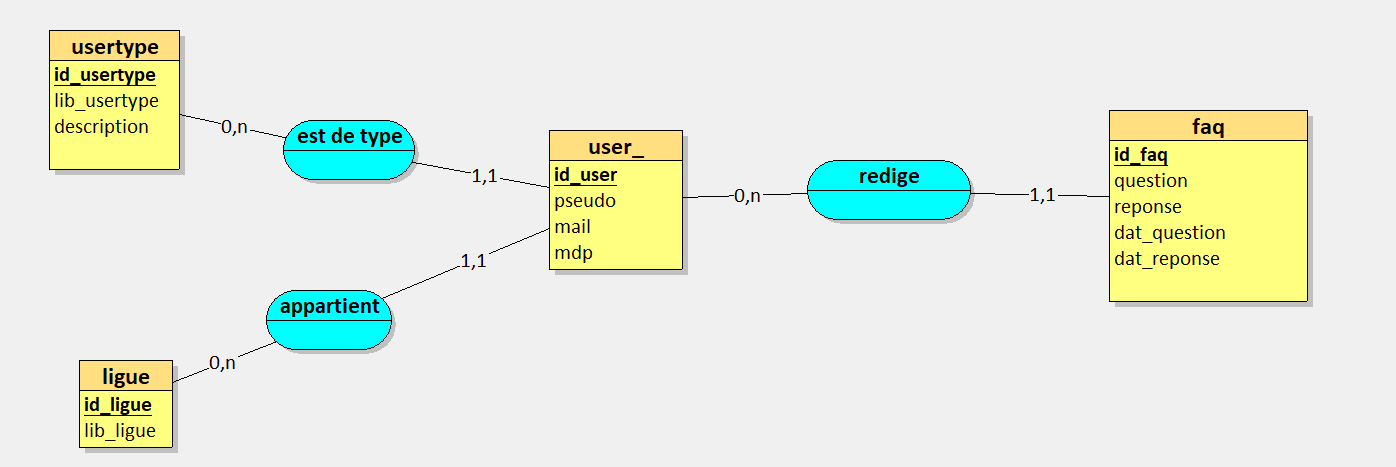 usertype
id_usertype
lib_usertype
description
0,n
est de type
1,1
user_
id_user
pseudo
mail
mdp
1,1
appartient
0,n
ligue
id_ligue
lib_ligue
0,n
redige
1,1
faq
id_faq
question
reponse
dat_question
dat_reponse